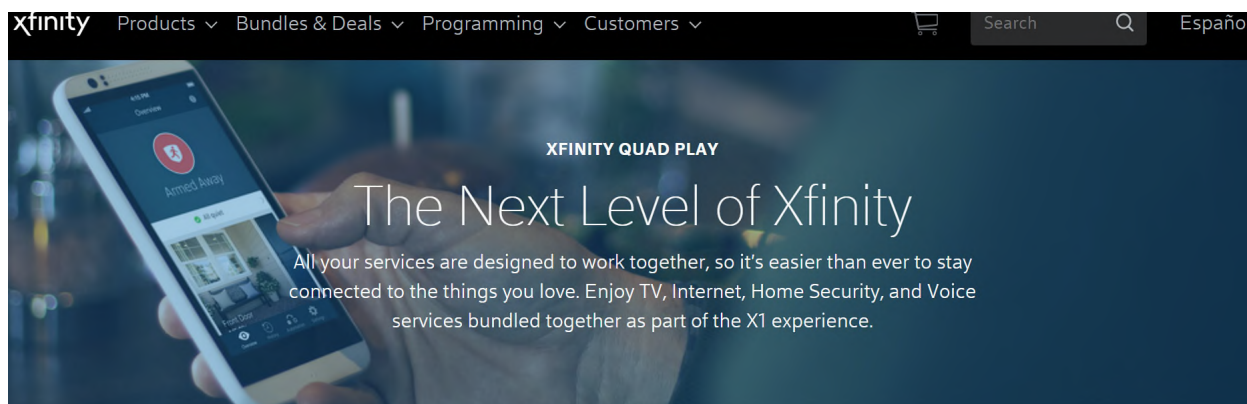 xfinity Products Bundles & Deals Programming Customers Search Españo
XFINITY QUAD PLAY
The Next Level of Xfinity
All your services are designed to work together, so it's easier than ever to stay
connected to the things you love. Enjoy TV, Internet, Home Security, and Voice
services bundled together as part of the X1 experience.
4:15 PM
Overview
Armed Away
All quiet
Front Door